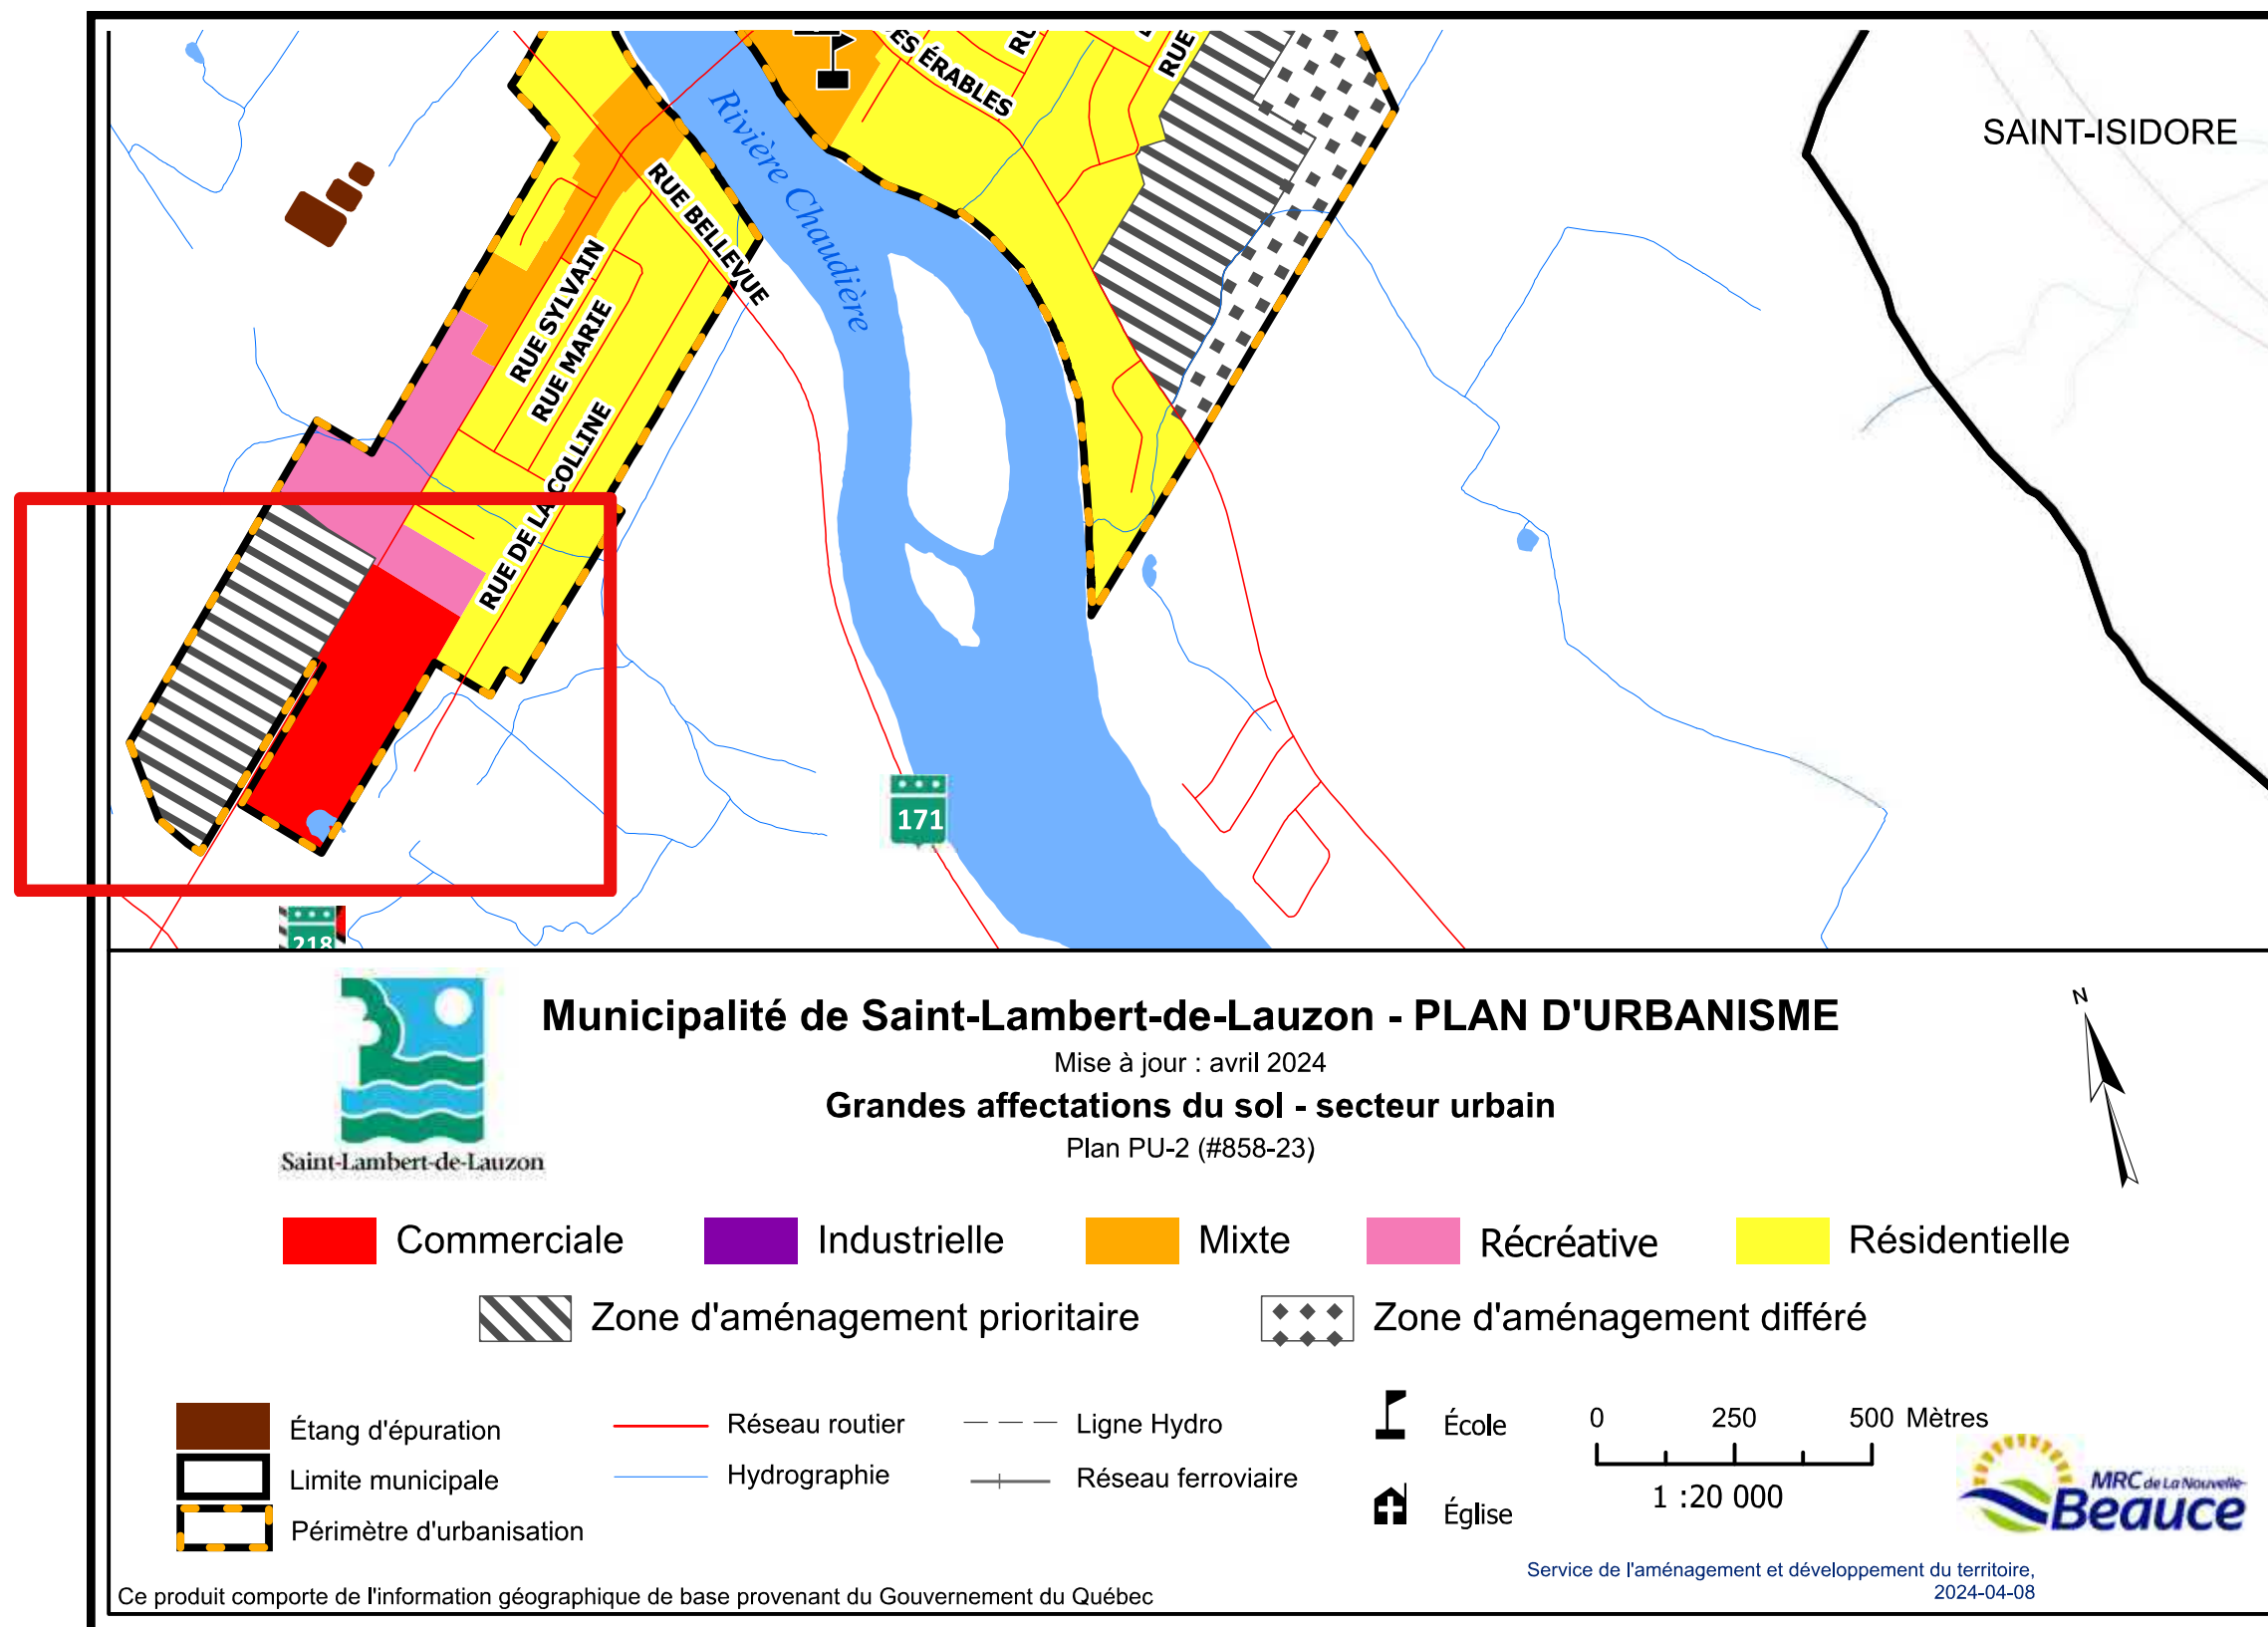 ES ÉRABLES
RU
RUE
SAINT-ISIDORE
Rivière Chaudière
RUE BELLEVUE
RUE SYLVAIN
RUE MARIE
RUE DE LA COLLINE
171
218
Municipalité de Saint-Lambert-de-Lauzon - PLAN D'URBANISME
Mise à jour : avril 2024
Grandes affectations du sol - secteur urbain
Plan PU-2 (#858-23)
Saint-Lambert-de-Lauzon
N
Commerciale
Industrielle
Mixte
Récréative
Résidentielle
Zone d'aménagement prioritaire
Zone d'aménagement différé
Étang d'épuration
Réseau routier
Ligne Hydro
École
0 250 500 Mètres
Limite municipale
Hydrographie
Réseau ferroviaire
Église
1 :20 000
MRC de La Nouvelle-
Beauce
Périmètre d'urbanisation
Service de l'aménagement et développement du territoire,
2024-04-08
Ce produit comporte de l'information géographique de base provenant du Gouvernement du Québec